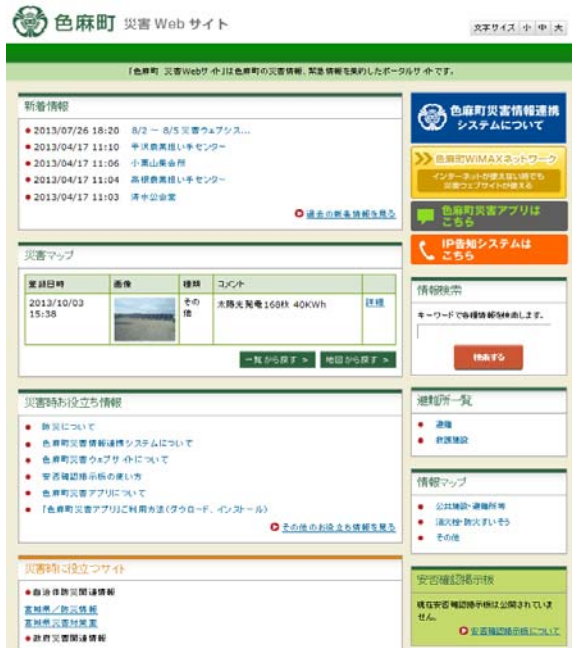 色麻町 災害 Web サイト
文字サイズ 小 中 大
「色麻町 災害Webサイト」は色麻町の災害情報、緊急情報を集約したポータルサイトです。
新着情報
2013/07/26 18:20 8/2 ～ 8/5 災害ウェブシス...
2013/04/17 11:10 平沢農業担い手センター
2013/04/17 11:06 小栗山集会所
2013/04/17 11:04 高根農業担い手センター
2013/04/17 11:03 清水公会堂
過去の新着情報を見る
災害マップ
登録日時 画像 種類 コメント
2013/10/03 15:38 その他 太陽光発電168枚 40KWh 詳細
一覧から探す » 地図から探す »
災害時お役立ち情報
防災について
色麻町災害情報連携システムについて
色麻町災害ウェブサイトについて
安否確認掲示板の使い方
色麻町災害アプリについて
「色麻町災害アプリ」ご利用方法(ダウロード、インストール)
その他のお役立ち情報を見る
災害時に役立つサイト
自治体防災関連情報
宮城県/防災情報
宮城県災害対策室
政府災害関連情報
色麻町災害情報連携
システムについて
色麻町WiMAXネットワーク
インターネットが使えない時でも
災害ウェブサイトが使える
色麻町災害アプリは
こちら
IP告知システムは
こちら
情報検索
キーワードで各種情報を検索します。
検索する
避難所一覧
避難
救護施設
情報マップ
公共施設・避難所等
消火栓・防火すいそう
その他
安否確認掲示板
現在安否確認掲示板は公開されていま
せん。
安否確認掲示板について